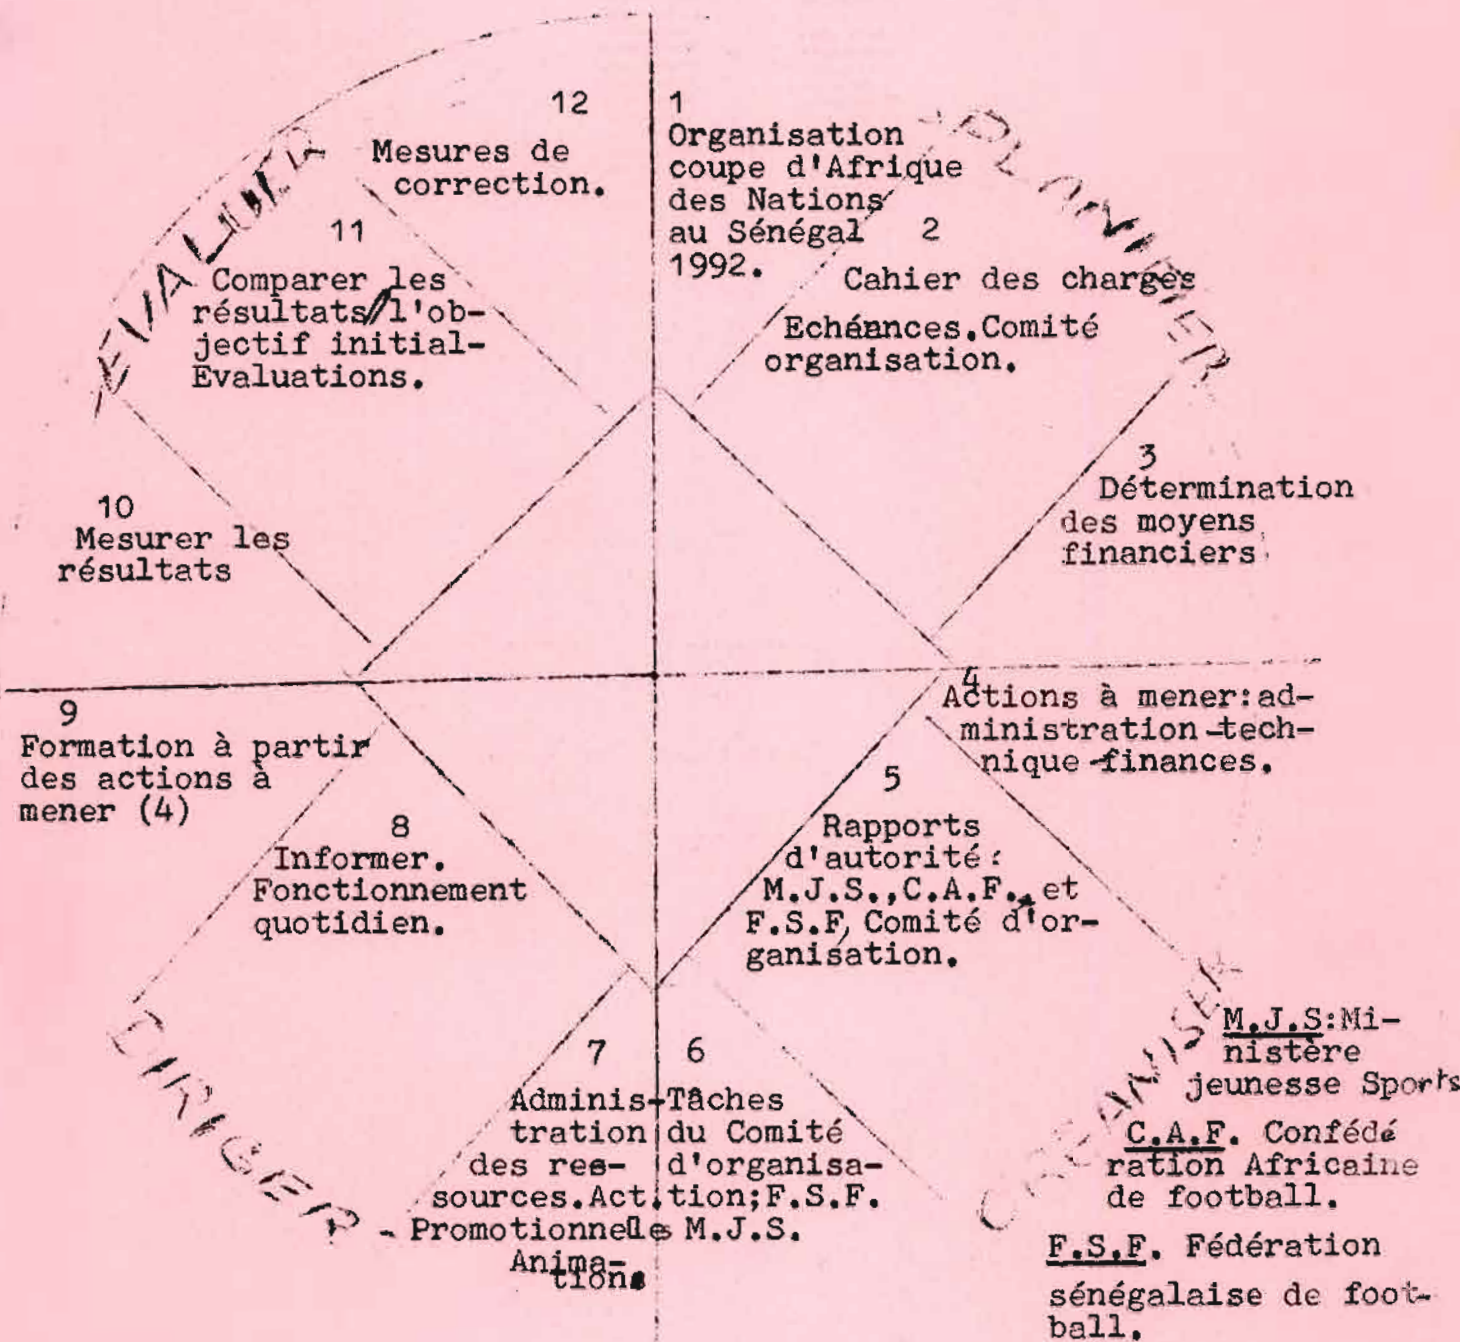 12
Mesures de
correction.
1
Organisation
coupe d'Afrique
des Nations
au Sénégal
1992.
PLANIFIER
2
Cahier des charges
Echéances.Comité
organisation.
3
Détermination
des moyens
financiers
4
Actions à mener:ad-
ministration-tech-
nique-finances.
5
Rapports
d'autorité:
M.J.S.,C.A.F., et
F.S.F, Comité d'or-
ganisation.
ORGANISER
6
Tâches
du Comité
d'organisa-
tion;F.S.F.
M.J.S.
7
Adminis-
tration
des res-
sources.Act.
- Promotionnelles
Anima-
tion.
DIRIGER
8
Informer.
Fonctionnement
quotidien.
9
Formation à partir
des actions à
mener (4)
10
Mesurer les
résultats
EVALUER
11
Comparer les
résultats//l'ob-
jectif initial-
Evaluations.
M.J.S:Mi-
nistère
jeunesse Sports
C.A.F. Confédé
ration Africaine
de football.
F.S.F. Fédération
sénégalaise de foot-
ball.